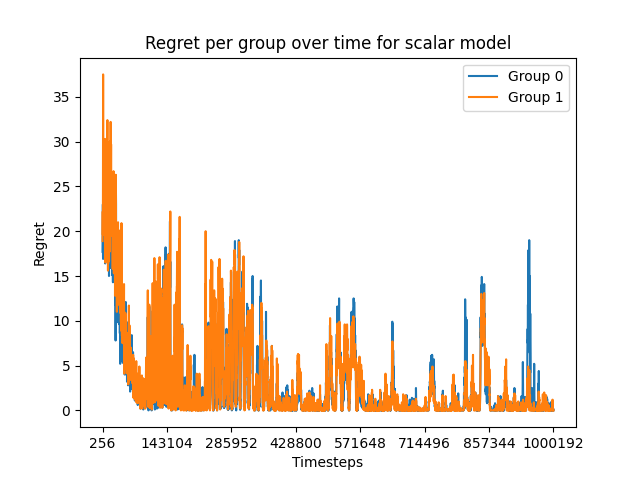 Regret per group over time for scalar model
Group 0
Group 1
35
30
25
20
15
10
5
0
Regret
256 143104 285952 428800 571648 714496 857344 1000192
Timesteps